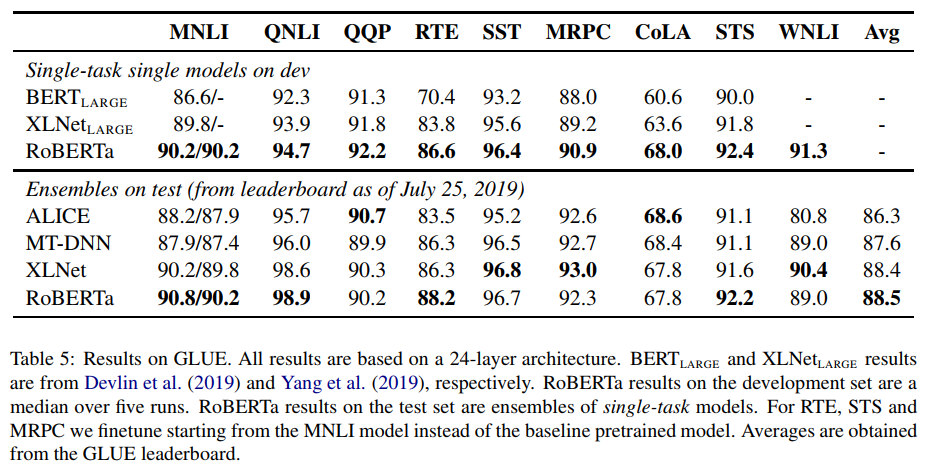 MNLI QNLI QQP RTE SST MRPC CoLA STS WNLI Avg
Single-task single models on dev
BERTLARGE 86.6/- 92.3 91.3 70.4 93.2 88.0 60.6 90.0 - -
XLNetLARGE 89.8/- 93.9 91.8 83.8 95.6 89.2 63.6 91.8 - -
RoBERTa 90.2/90.2 94.7 92.2 86.6 96.4 90.9 68.0 92.4 91.3 -
Ensembles on test (from leaderboard as of July 25, 2019)
ALICE 88.2/87.9 95.7 90.7 83.5 95.2 92.6 68.6 91.1 80.8 86.3
MT-DNN 87.9/87.4 96.0 89.9 86.3 96.5 92.7 68.4 91.1 89.0 87.6
XLNet 90.2/89.8 98.6 90.3 86.3 96.8 93.0 67.8 91.6 90.4 88.4
RoBERTa 90.8/90.2 98.9 90.2 88.2 96.7 92.3 67.8 92.2 89.0 88.5
Table 5: Results on GLUE. All results are based on a 24-layer architecture. BERTLARGE and XLNetLARGE results
are from Devlin et al. (2019) and Yang et al. (2019), respectively. RoBERTa results on the development set are a
median over five runs. RoBERTa results on the test set are ensembles of single-task models. For RTE, STS and
MRPC we finetune starting from the MNLI model instead of the baseline pretrained model. Averages are obtained
from the GLUE leaderboard.